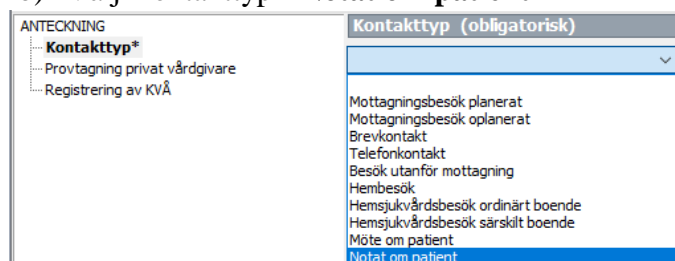 ANTECKNING
Kontakttyp*
Provtagning privat vårdgivare
Registrering av KVÅ
Kontakttyp (obligatorisk)
Mottagningsbesök planerat
Mottagningsbesök oplanerat
Brevkontakt
Telefonkontakt
Besök utanför mottagning
Hembesök
Hemsjukvårdsbesök ordinärt boende
Hemsjukvårdsbesök särskilt boende
Möte om patient
Notat om patient